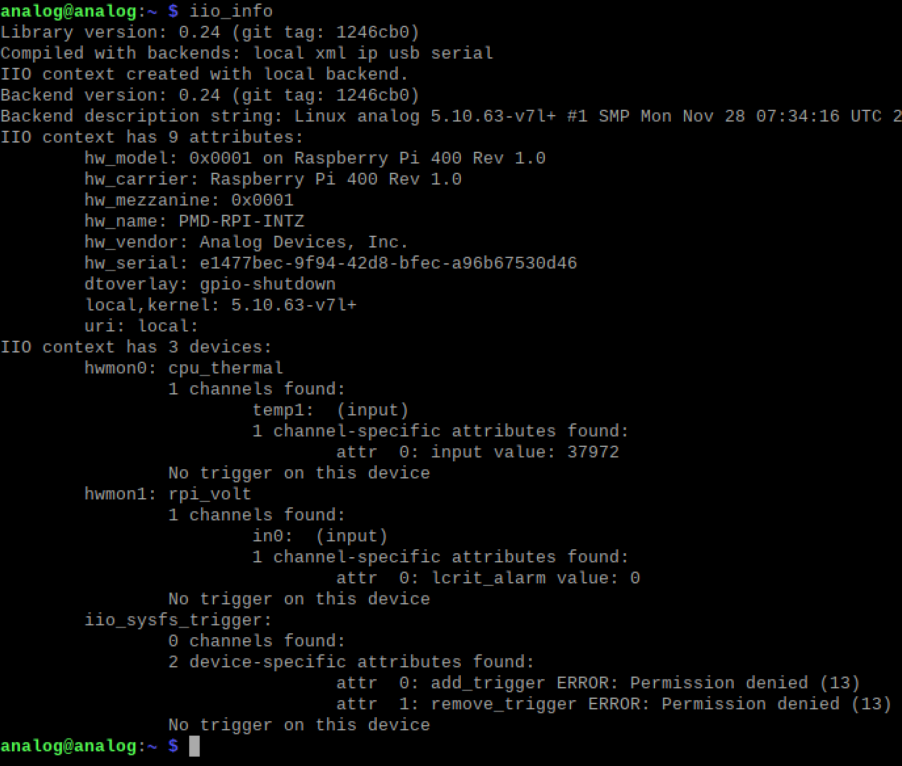 analog@analog:~ $ iio_info
Library version: 0.24 (git tag: 1246cb0)
Compiled with backends: local xml ip usb serial
IIO context created with local backend.
Backend version: 0.24 (git tag: 1246cb0)
Backend description string: Linux analog 5.10.63-v7l+ #1 SMP Mon Nov 28 07:34:16 UTC 2
IIO context has 9 attributes:
hw_model: 0x0001 on Raspberry Pi 400 Rev 1.0
hw_carrier: Raspberry Pi 400 Rev 1.0
hw_mezzanine: 0x0001
hw_name: PMD-RPI-INTZ
hw_vendor: Analog Devices, Inc.
hw_serial: e1477bec-9f94-42d8-bfec-a96b67530d46
dtoverlay: gpio-shutdown
local,kernel: 5.10.63-v7l+
uri: local:
IIO context has 3 devices:
hwmon0: cpu_thermal
1 channels found:
temp1:  (input)
1 channel-specific attributes found:
attr  0: input value: 37972
No trigger on this device
hwmon1: rpi_volt
1 channels found:
in0:  (input)
1 channel-specific attributes found:
attr  0: lcrit_alarm value: 0
No trigger on this device
iio_sysfs_trigger:
0 channels found:
2 device-specific attributes found:
attr  0: add_trigger ERROR: Permission denied (13)
attr  1: remove_trigger ERROR: Permission denied (13)
No trigger on this device
analog@analog:~ $